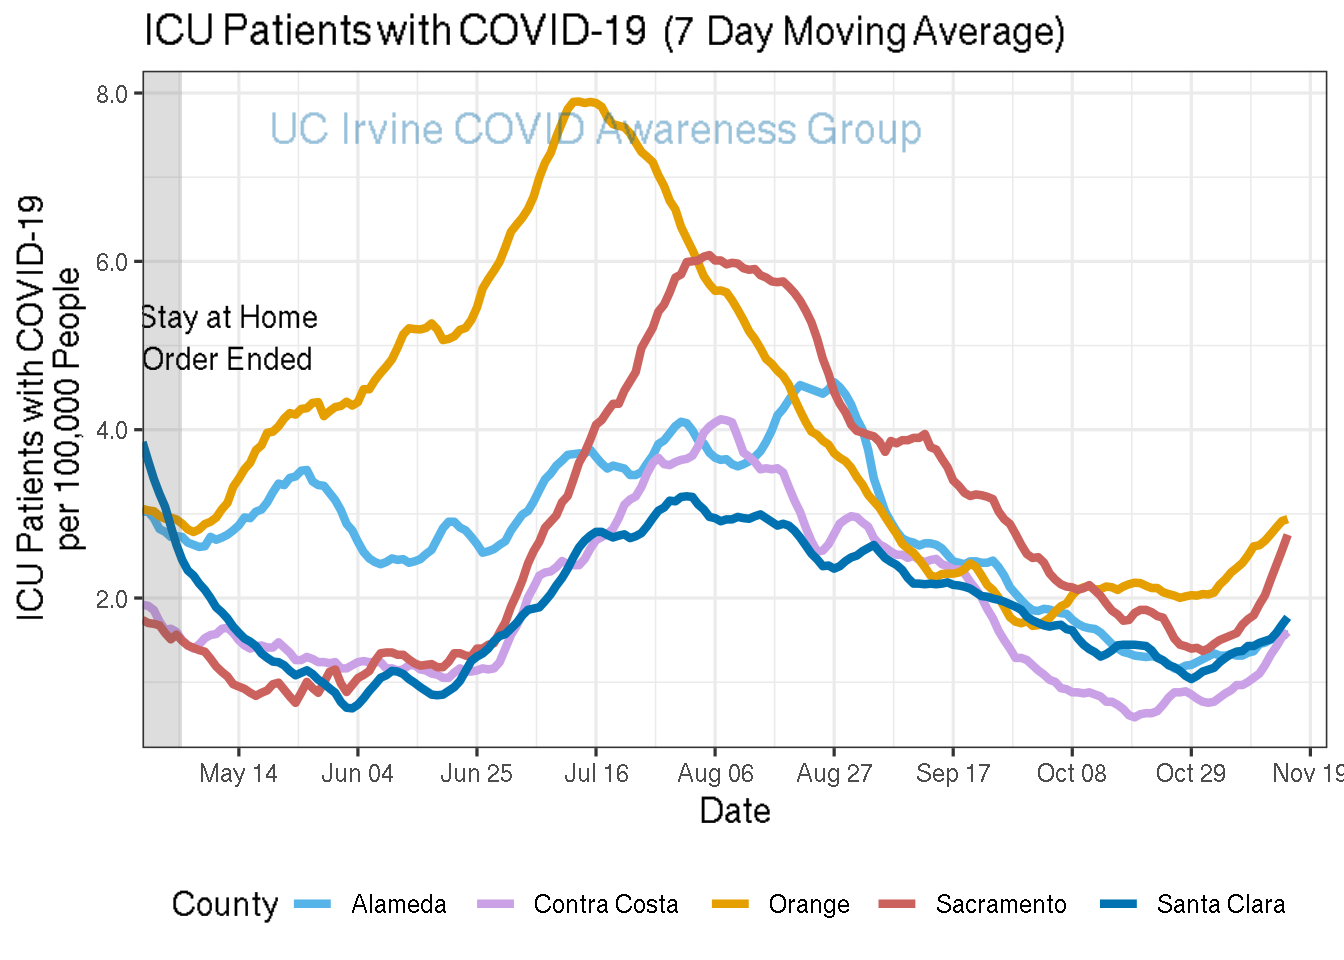 ICU Patients with COVID-19 (7 Day Moving Average)
UC Irvine COVID Awareness Group
ICU Patients with COVID-19
per 100,000 People
8.0
6.0
4.0
2.0
Stay at Home
Order Ended
May 14 Jun 04 Jun 25 Jul 16 Aug 06 Aug 27 Sep 17 Oct 08 Oct 29 Nov 19
Date
County Alameda Contra Costa Orange Sacramento Santa Clara